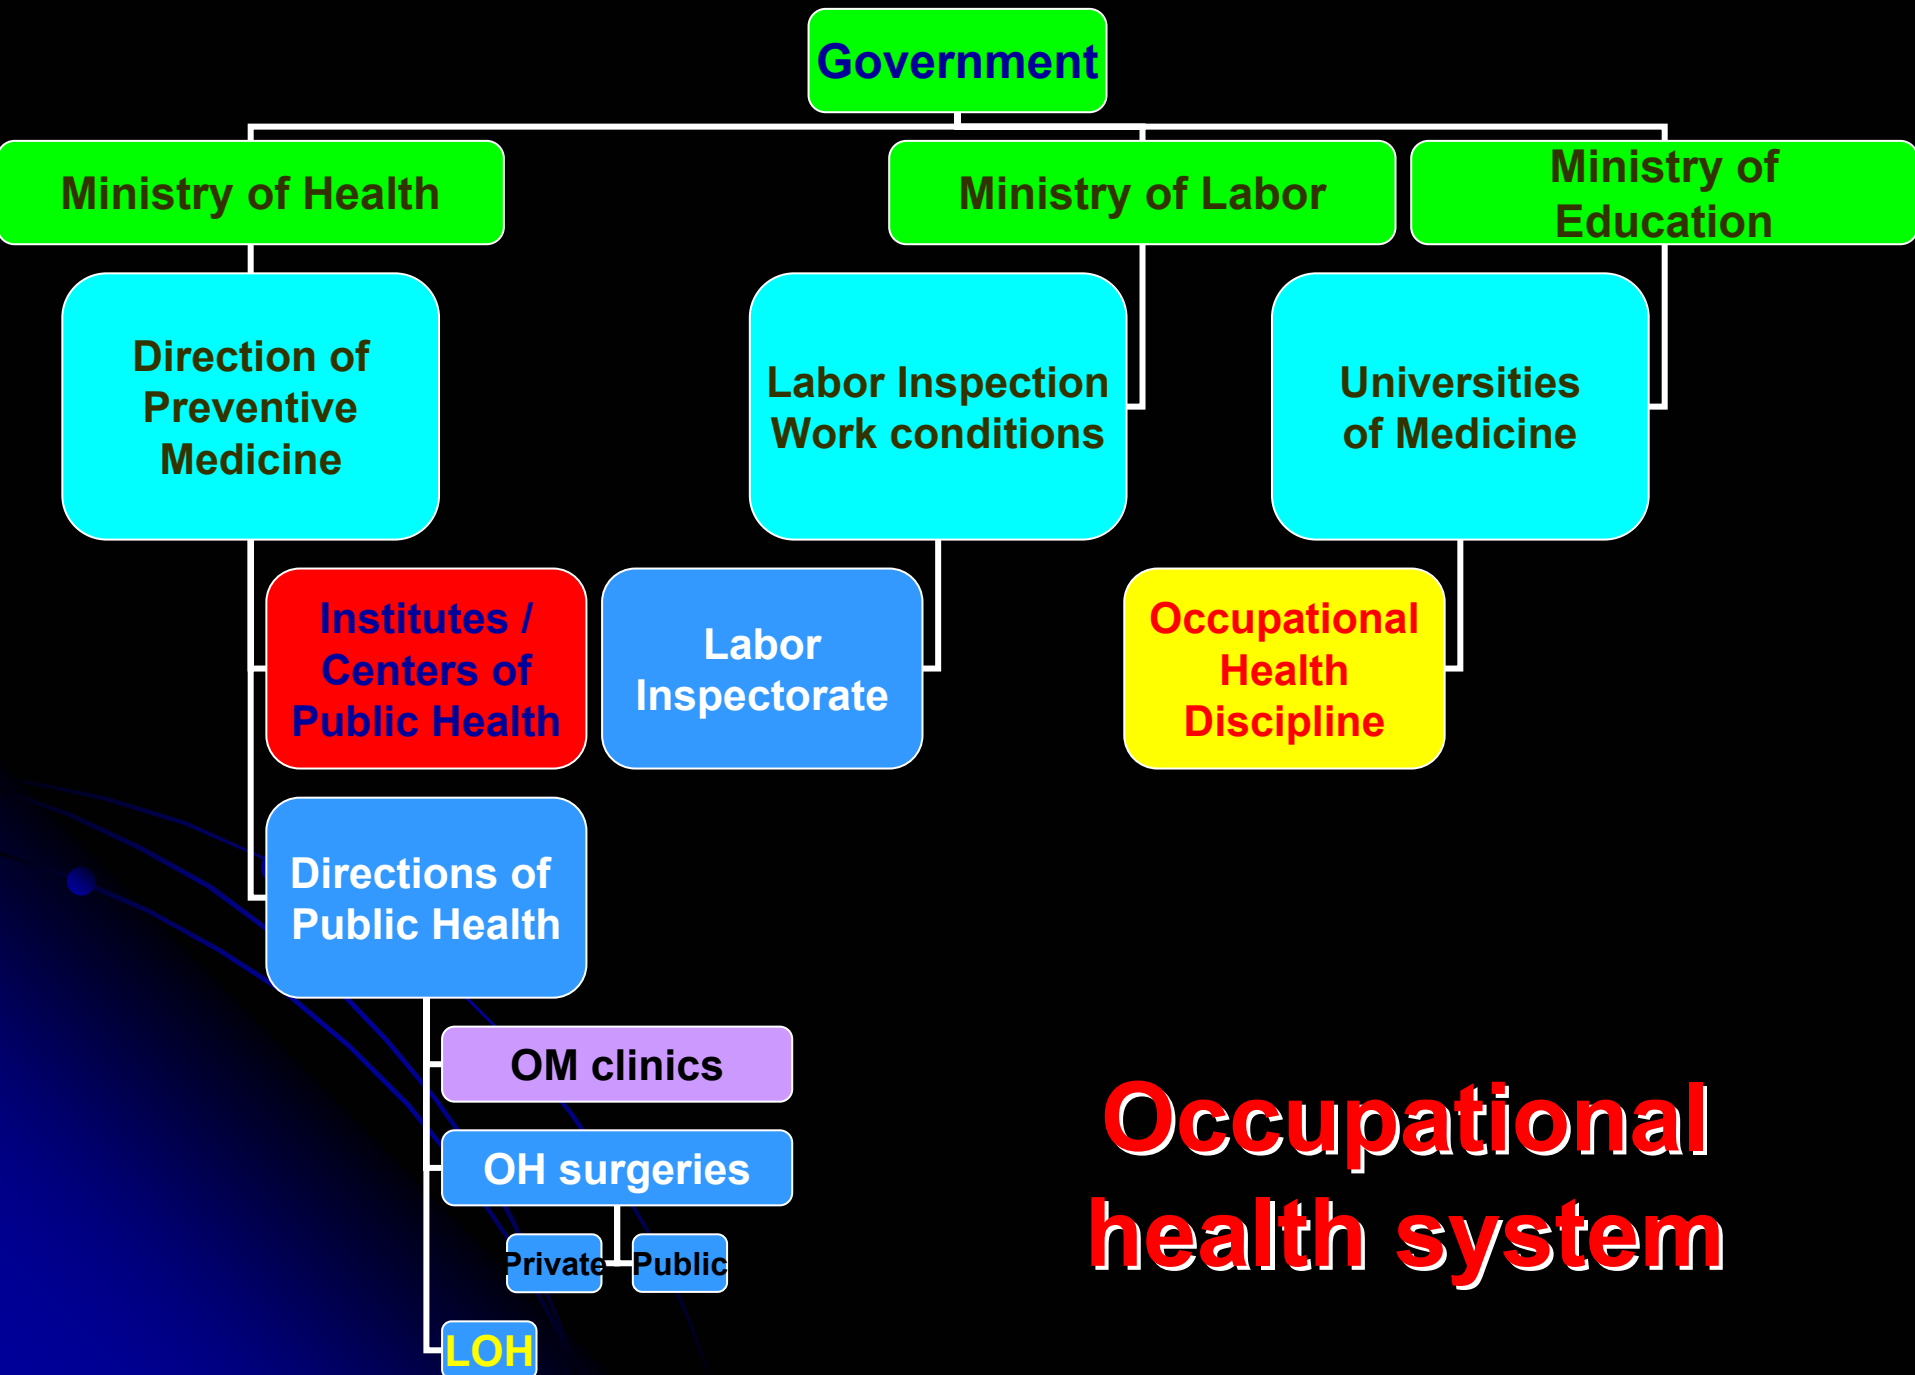 Government
Ministry of Health
Ministry of Labor
Ministry of
Education
Direction of
Preventive
Medicine
Labor Inspection
Work conditions
Universities
of Medicine
Institutes /
Centers of
Public Health
Labor
Inspectorate
Occupational
Health
Discipline
Directions of
Public Health
OM clinics
OH surgeries
Private
Public
LOH
Occupational
health system